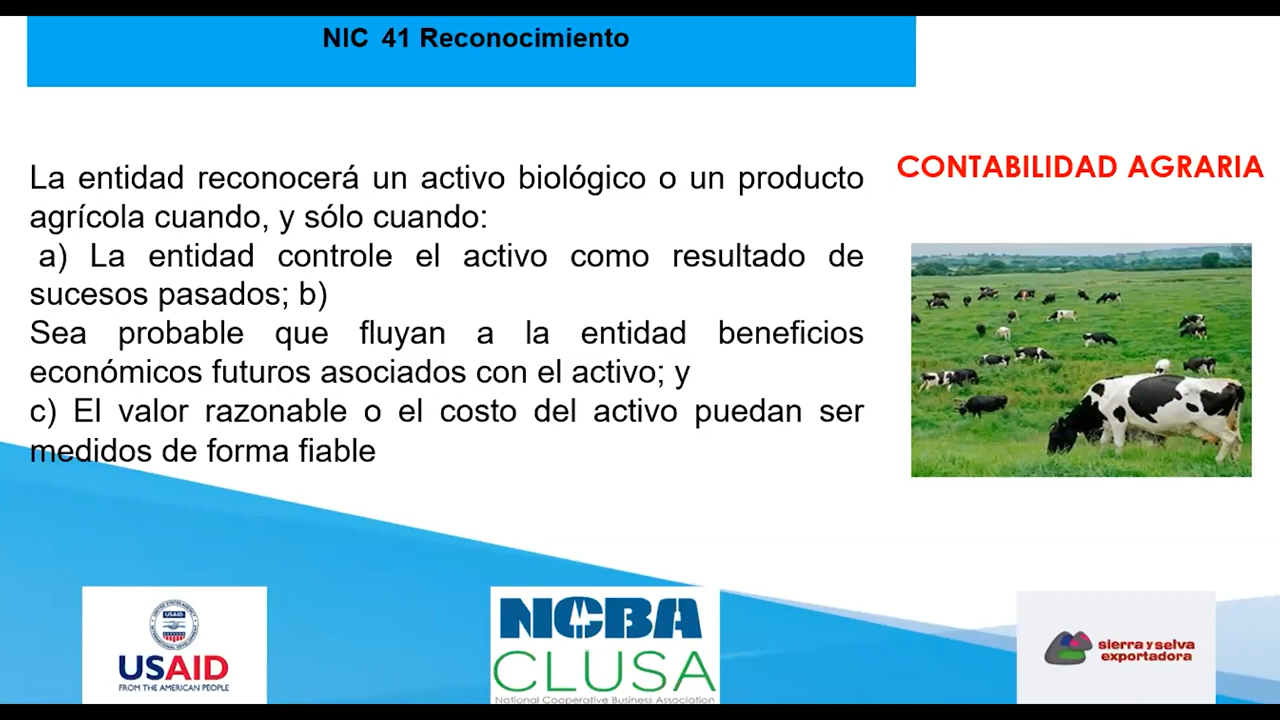 NIC 41 Reconocimiento
La entidad reconocerá un activo biológico o un producto
agrícola cuando, y sólo cuando:
a) La entidad controle el activo como resultado de
sucesos pasados; b)
Sea probable que fluyan a la entidad beneficios
económicos futuros asociados con el activo; y
c) El valor razonable o el costo del activo puedan ser
medidos de forma fiable
CONTABILIDAD AGRARIA
USAID
USAID
FROM THE AMERICAN PEOPLE
NCBA
CLUSA
National Cooperative Business Association
sierra y selva
exportadora